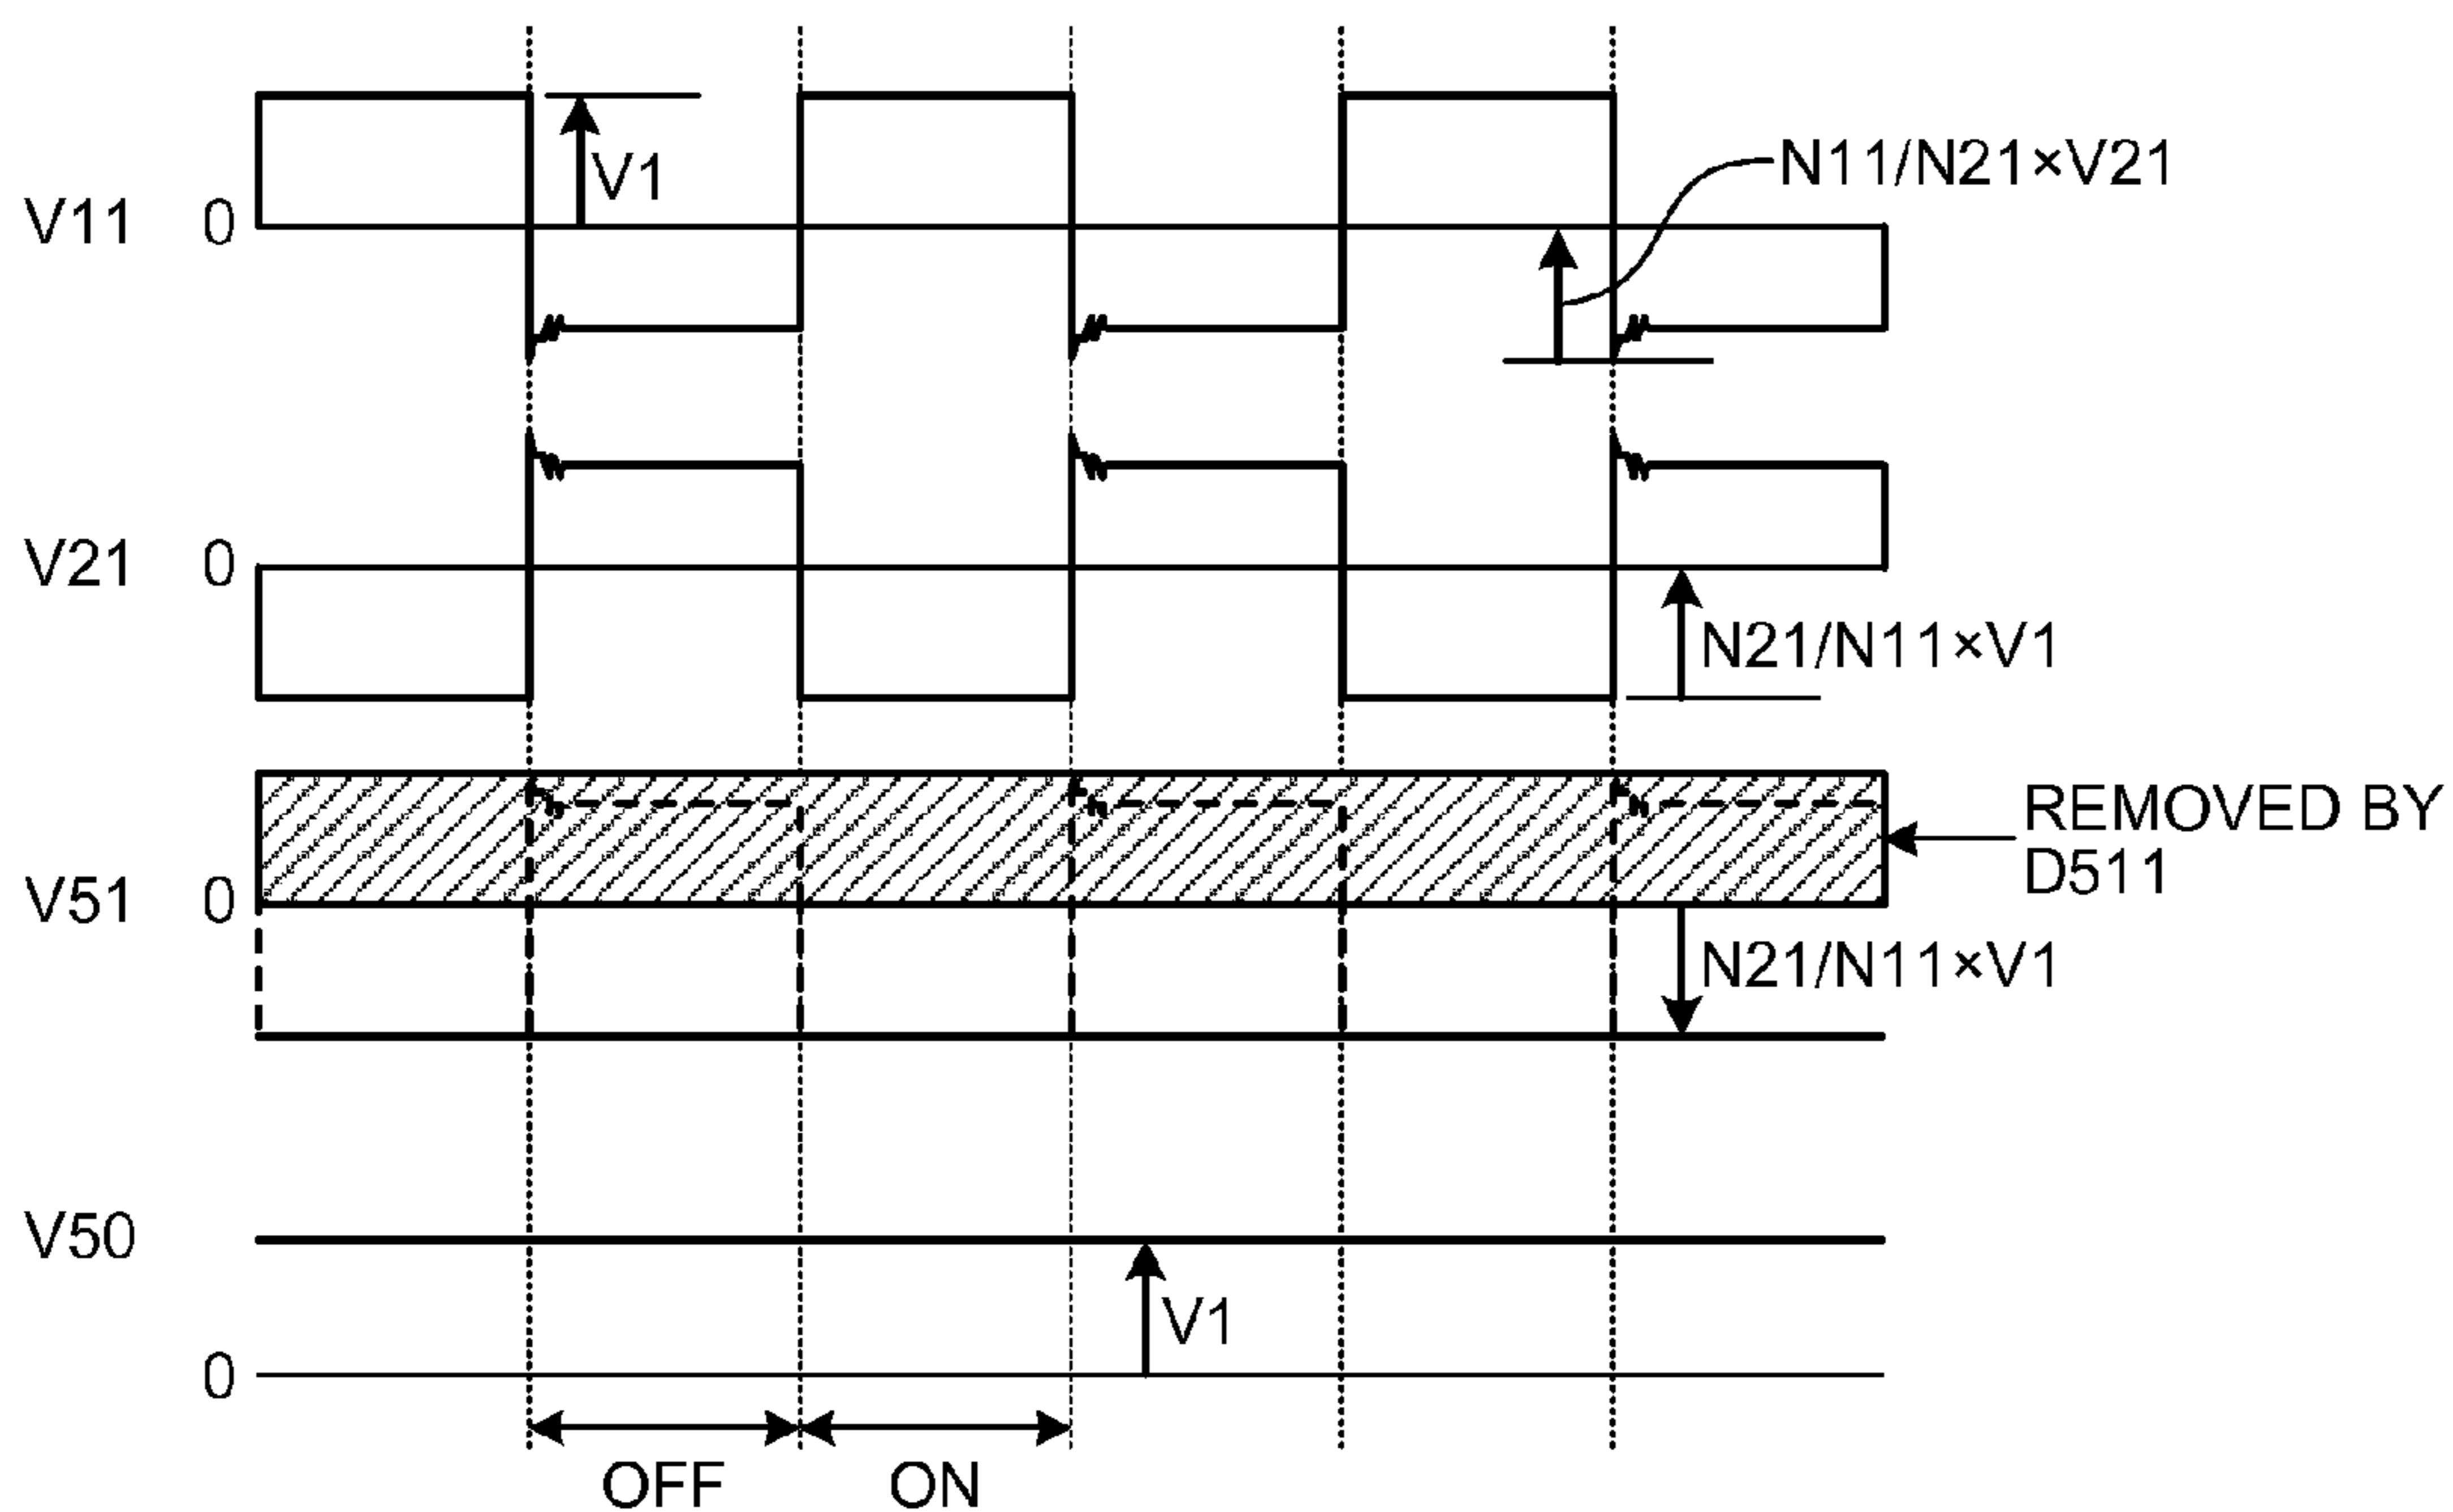 V1
N11/N21×V21
V11 0
V21 0
N21/N11×V1
REMOVED BY
D511
V51 0
N21/N11×V1
V50
V1
0
OFF ON